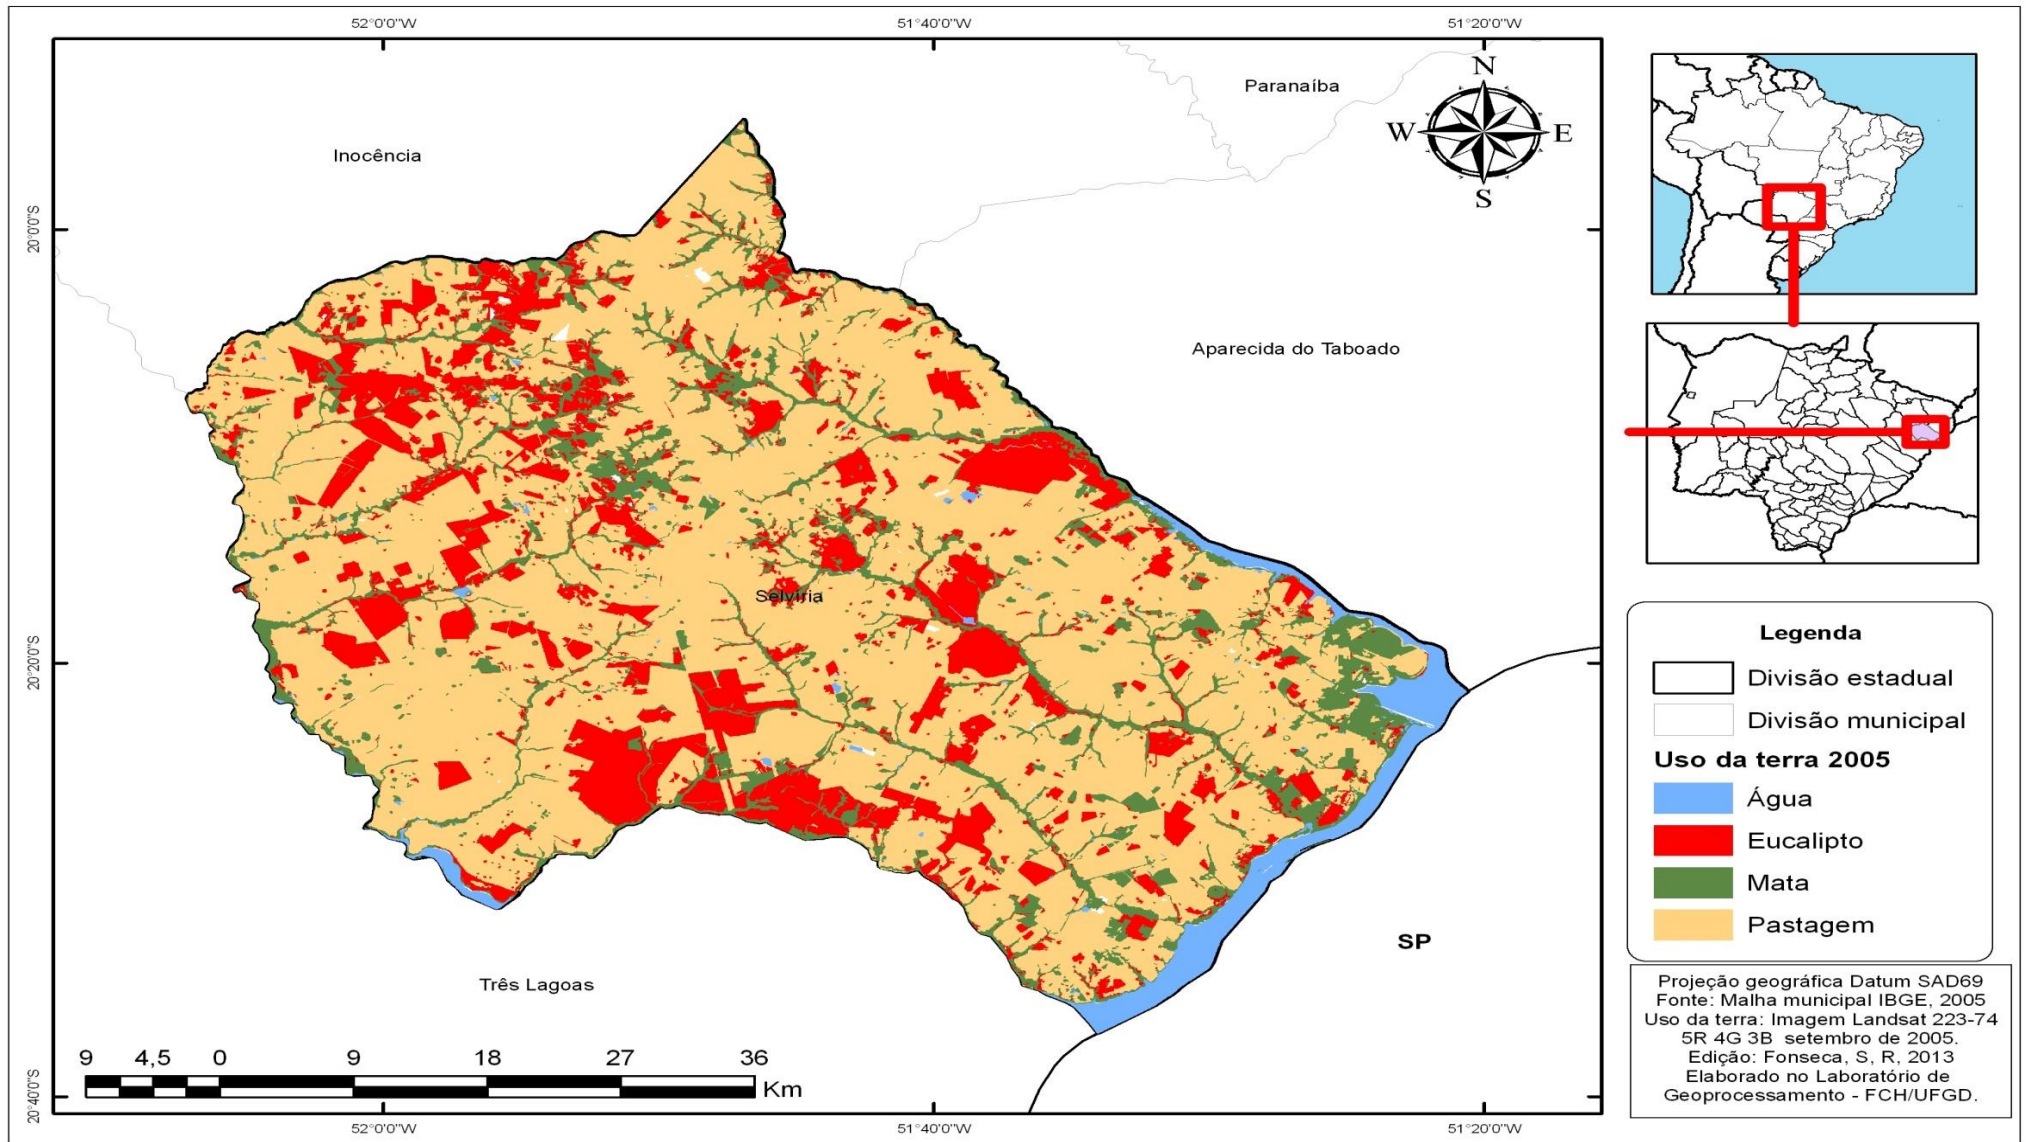 52°0'0"W
51°40'0"W
51°20'0"W
20°0'0"S
20°20'0"S
20°40'0"S
Paranaíba
Inocência
Aparecida do Taboado
Selvíria
Três Lagoas
SP
N
W
E
S
9 4,5 0 9 18 27 36
Km
52°0'0"W
51°40'0"W
51°20'0"W
Legenda
Divisão estadual
Divisão municipal
Uso da terra 2005
Água
Eucalipto
Mata
Pastagem
Projeção geográfica Datum SAD69
Fonte: Malha municipal IBGE, 2005
Uso da terra: Imagem Landsat 223-74
5R 4G 3B setembro de 2005.
Edição: Fonseca, S, R, 2013
Elaborado no Laboratório de
Geoprocessamento - FCH/UFGD.